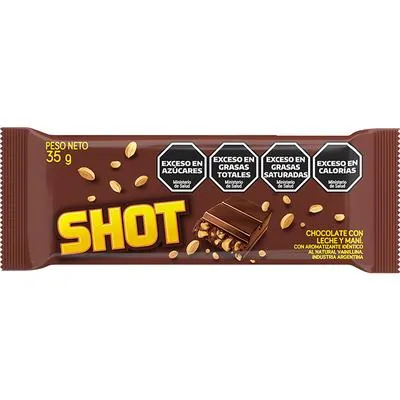 PESO NETO
35 g
SHOT
EXCESO EN
AZÚCARES
Ministerio
de Salud
EXCESO EN
GRASAS
TOTALES
Ministerio
de Salud
EXCESO EN
GRASAS
SATURADAS
Ministerio
de Salud
EXCESO EN
CALORÍAS
Ministerio
de Salud
CHOCOLATE CON
LECHE Y MANÍ,
CON AROMATIZANTE IDÉNTICO
AL NATURAL VAINILLINA.
INDUSTRIA ARGENTINA